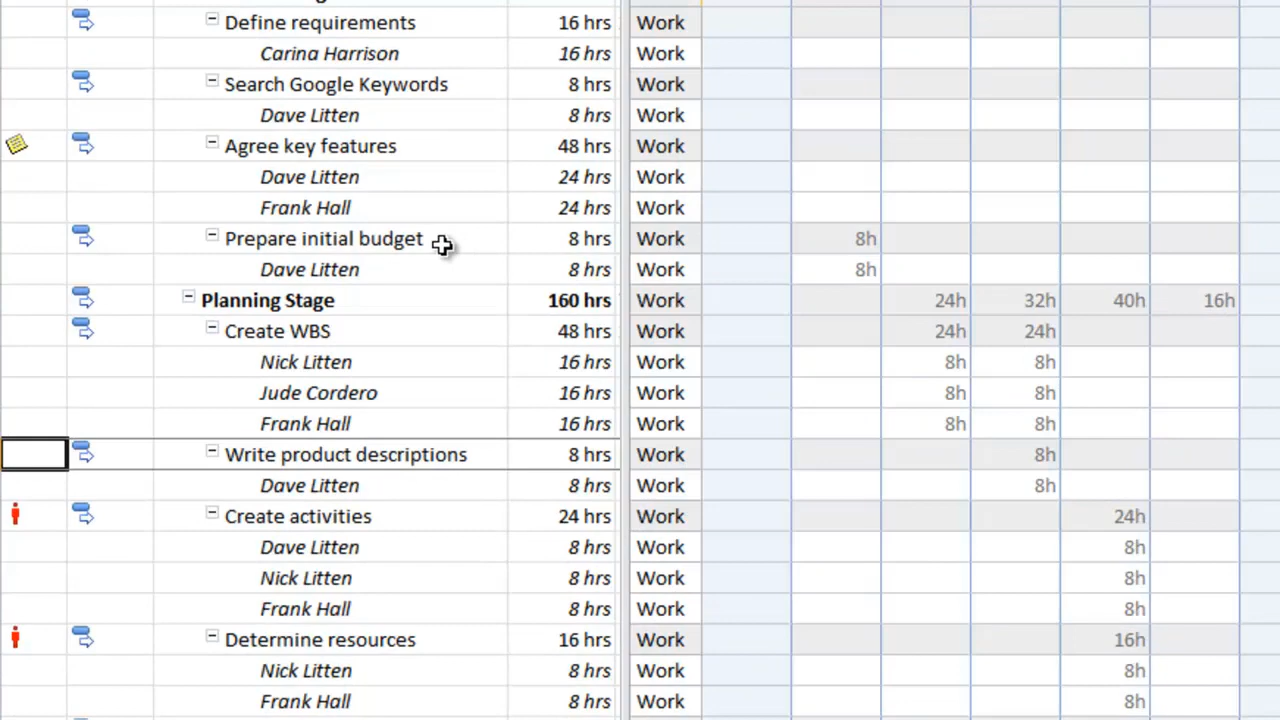 Define requirements 16 hrs Work
Carina Harrison 16 hrs Work
Search Google Keywords 8 hrs Work
Dave Litten 8 hrs Work
Agree key features 48 hrs Work
Dave Litten 24 hrs Work
Frank Hall 24 hrs Work
Prepare initial budget 8 hrs Work 8h
Dave Litten 8 hrs Work 8h
Planning Stage 160 hrs Work 24h 32h 40h 16h
Create WBS 48 hrs Work 24h 24h
Nick Litten 16 hrs Work 8h 8h
Jude Cordero 16 hrs Work 8h 8h
Frank Hall 16 hrs Work 8h 8h
Write product descriptions 8 hrs Work 8h
Dave Litten 8 hrs Work 8h
Create activities 24 hrs Work 24h
Dave Litten 8 hrs Work 8h
Nick Litten 8 hrs Work 8h
Frank Hall 8 hrs Work 8h
Determine resources 16 hrs Work 16h
Nick Litten 8 hrs Work 8h
Frank Hall 8 hrs Work 8h